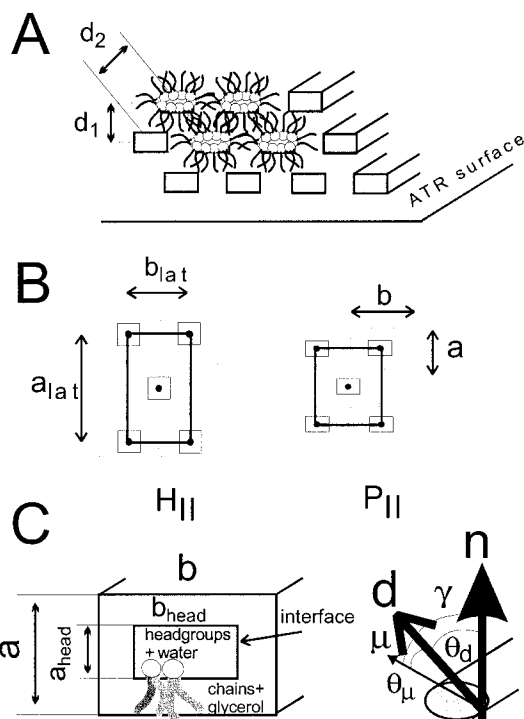 A
d2
d1
ATR surface
B
blat
alat
b
a
HII
PII
C
b
a
bhead
ahead
headgroups
+ water
interface
chains+
glycerol
n
d
γ
μ
θd
θμ